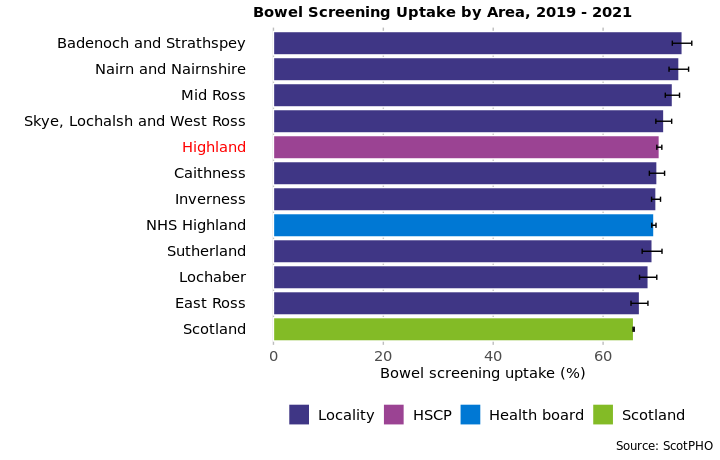 Bowel Screening Uptake by Area, 2019 - 2021
Badenoch and Strathspey
Nairn and Nairnshire
Mid Ross
Skye, Lochalsh and West Ross
Highland
Caithness
Inverness
NHS Highland
Sutherland
Lochaber
East Ross
Scotland
0 20 40 60
Bowel screening uptake (%)
Locality HSCP Health board Scotland
Source: ScotPHO